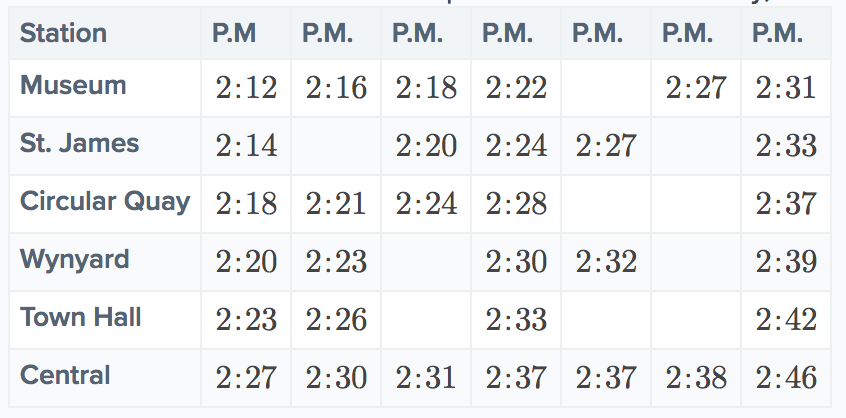 Station P.M P.M. P.M. P.M. P.M. P.M. P.M.
Museum 2:12 2:16 2:18 2:22 2:27 2:31
St. James 2:14 2:20 2:24 2:27 2:33
Circular Quay 2:18 2:21 2:24 2:28 2:37
Wynyard 2:20 2:23 2:30 2:32 2:39
Town Hall 2:23 2:26 2:33 2:42
Central 2:27 2:30 2:31 2:37 2:37 2:38 2:46